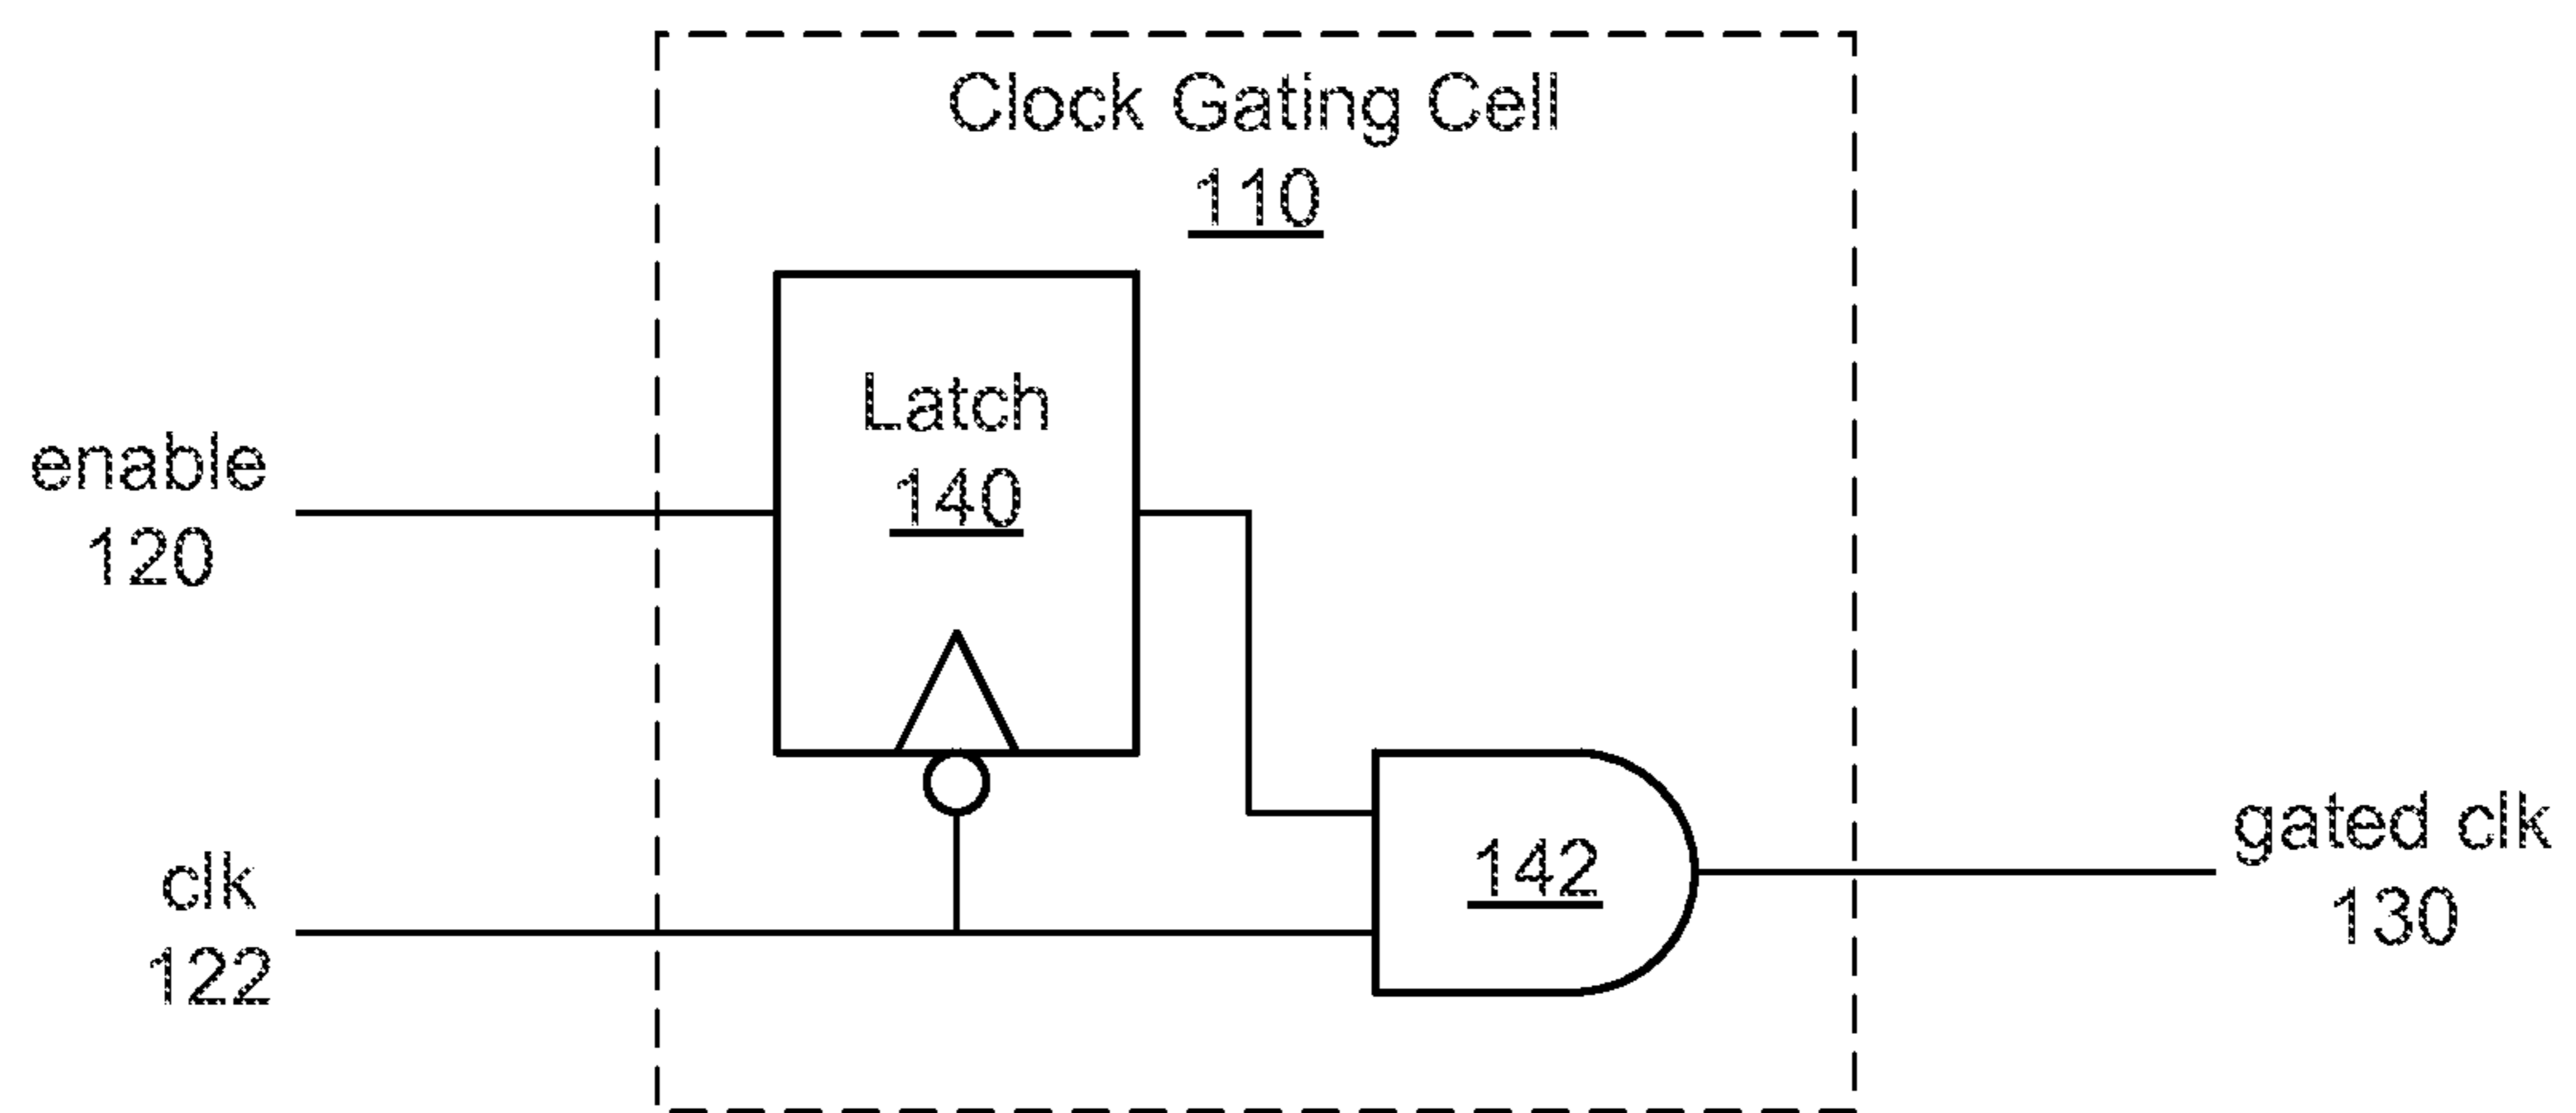 Clock Gating Cell
110
Latch
140
enable
120
clk
122
142
gated clk
130